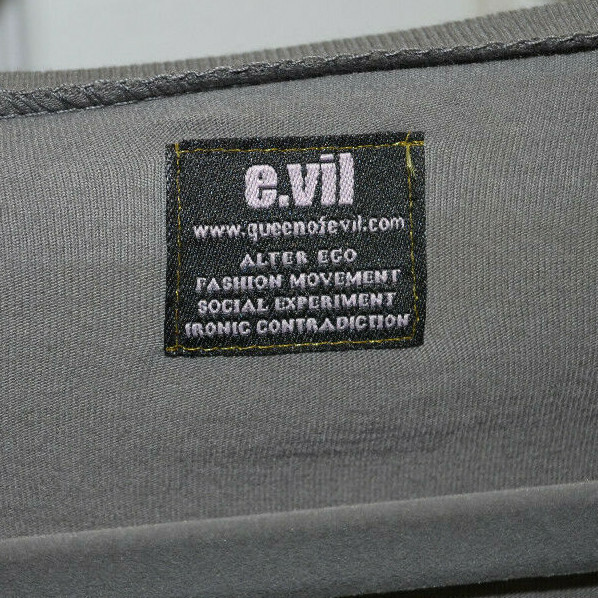 e.vil
www.queenofevil.com
ALTER EGO
FASHION MOVEMENT
SOCIAL EXPERIMENT
IRONIC CONTRADICTION